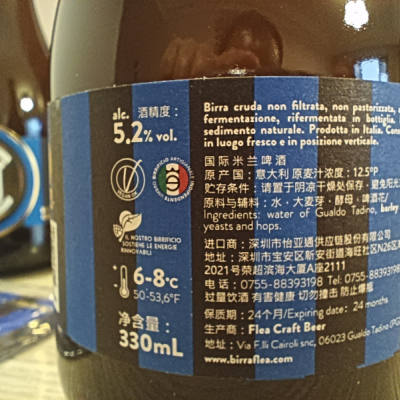 alc. 酒精度：
5.2% vol.
IL NOSTRO BIRRIFICIO
SOSTIENE LE ENERGIE
RINNOVABILI
6-8°C
50-53,6°F
净含量：
330mL
Birra cruda non filtrata, non pastorizzata,
fermentazione, rifermentata in bottiglia.
sedimento naturale. Prodotta in Italia.
in luogo fresco e in posizione verticale.
国际米兰啤酒
原产国：意大利 原麦汁浓度：12.5°P
贮存条件：请置于阴凉干燥处保存，避免阳光
原料与辅料：水·大麦芽·酵母·啤酒花/
Ingredients: water of Gualdo Tadino, barley
yeasts and hops.
进口商：深圳市怡亚通供应链股份有限公司
地址：深圳市宝安区新安街道海旺社区N26区
2021号荣超滨海大厦A座2111
电话：0755-88393198 Tel: 0755-88393198
过量饮酒 有害健康 切勿撞击 防止爆瓶
保质期：24个月/Expiring date: 24 months
生产商：Flea Craft Beer
地址：Via F.lli Cairoli snc, 06023 Gualdo Tadino (PG)
www.birraflea.com